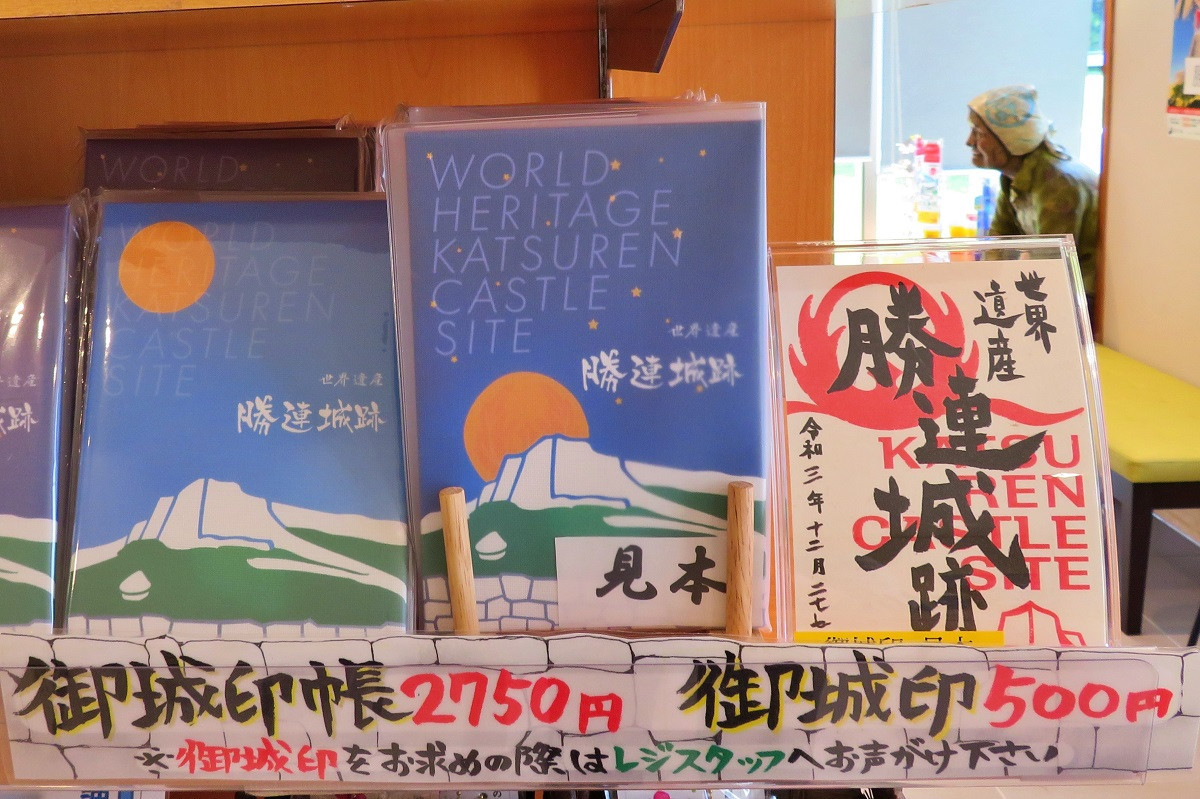 WORLD
世界遺産
WORLD
HERITAGE
KATSUREN
CASTLE
SITE
世界遺産
勝連城跡
WORLD
HERITAGE
KATSUREN
CASTLE
SITE
世界遺産
勝連城跡
見本
世界
遺産
勝連城跡
KATSU
REN
CASTLE
SITE
令和三年十二月二七日
御城印帳2750円
御城印500円
※御城印をお求めの際はレジスタッフへお声がけ下さい